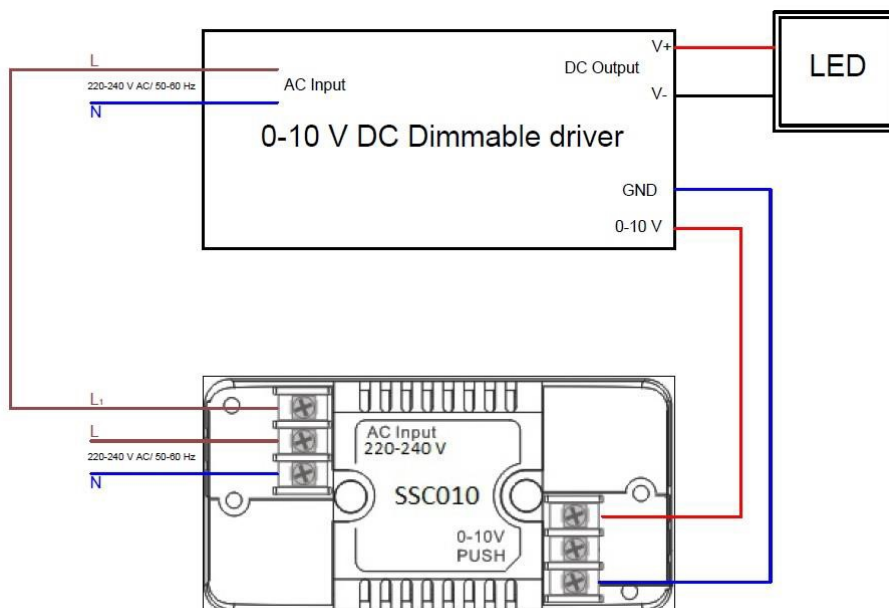 L
220-240 V AC/ 50-60 Hz
N
AC Input
V+
DC Output
V-
LED
0-10 V DC Dimmable driver
GND
0-10 V
L1
L
220-240 V AC/ 50-60 Hz
N
AC Input
220-240 V
SSC010
0-10V
PUSH